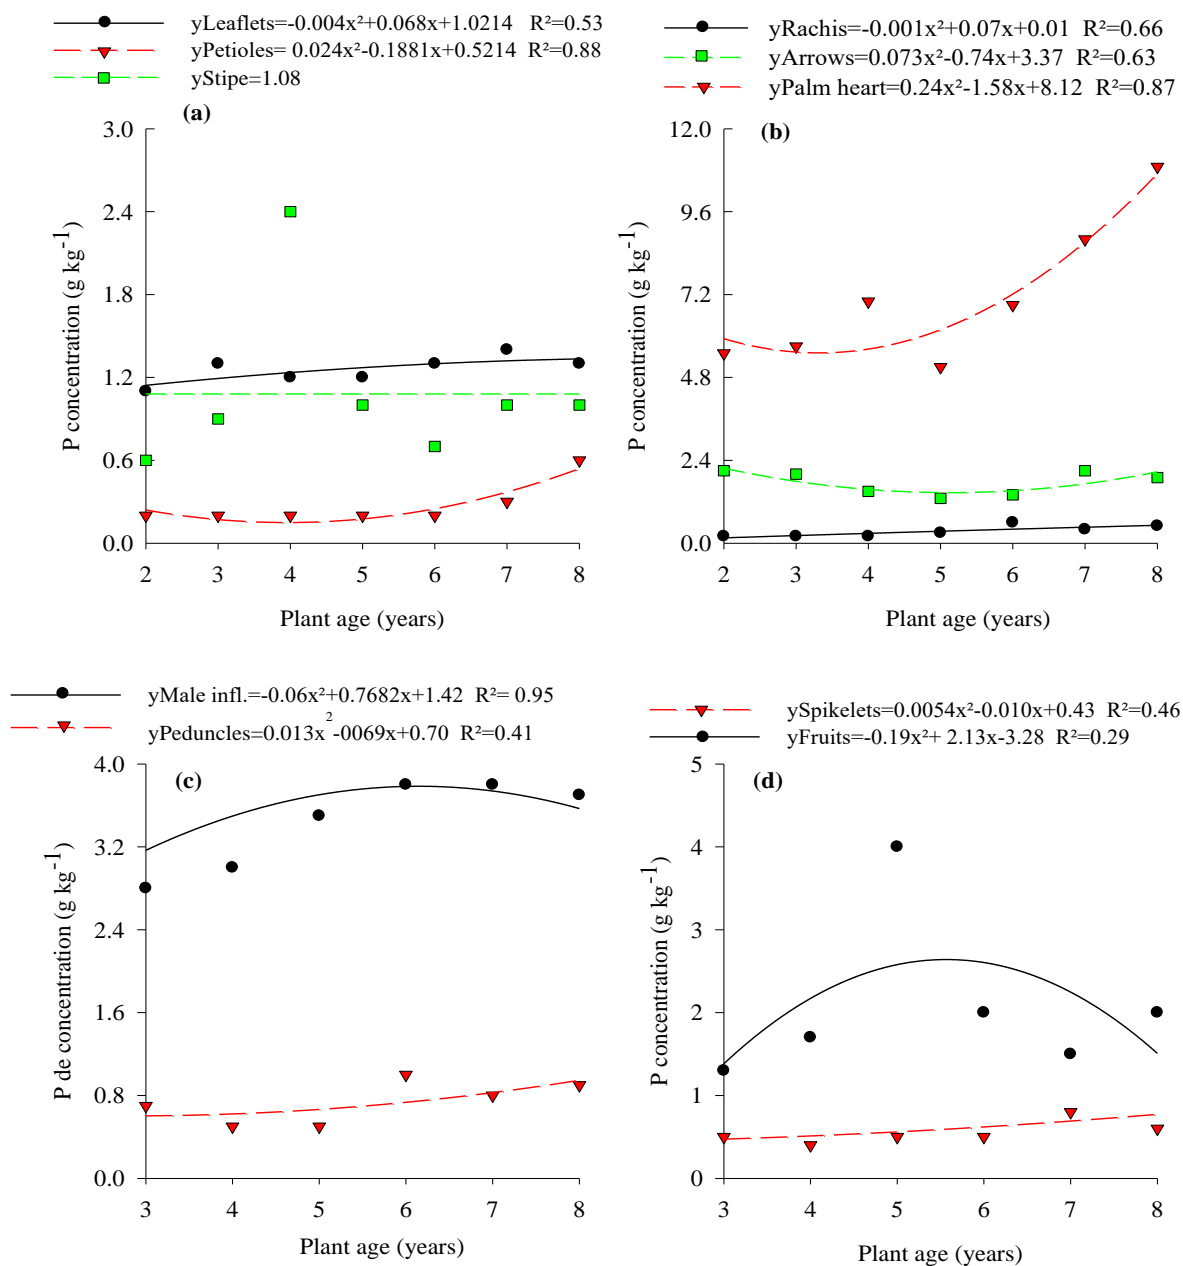 yLeaflets=-0.004x²+0.068x+1.0214 R²=0.53
yPetioles= 0.024x²-0.1881x+0.5214 R²=0.88
yStipe=1.08
(a)
3.0
2.4
1.8
1.2
0.6
0.0
P concentration (g kg-1)
2 3 4 5 6 7 8
Plant age (years)
yRachis=-0.001x²+0.07x+0.01 R²=0.66
yArrows=0.073x²-0.74x+3.37 R²=0.63
yPalm heart=0.24x²-1.58x+8.12 R²=0.87
(b)
12.0
9.6
7.2
4.8
2.4
0.0
P concentration (g kg-1)
2 3 4 5 6 7 8
Plant age (years)
yMale infl.=-0.06x²+0.7682x+1.42 R²= 0.95
yPeduncles=0.013x2 -0069x+0.70 R²=0.41
(c)
4.0
3.2
2.4
1.6
0.8
0.0
P de concentration (g kg-1)
3 4 5 6 7 8
Plant age (years)
ySpikelets=0.0054x²-0.010x+0.43 R²=0.46
yFruits=-0.19x²+ 2.13x-3.28 R²=0.29
(d)
5
4
3
2
1
0
P concentration (g kg-1)
3 4 5 6 7 8
Plant age (years)